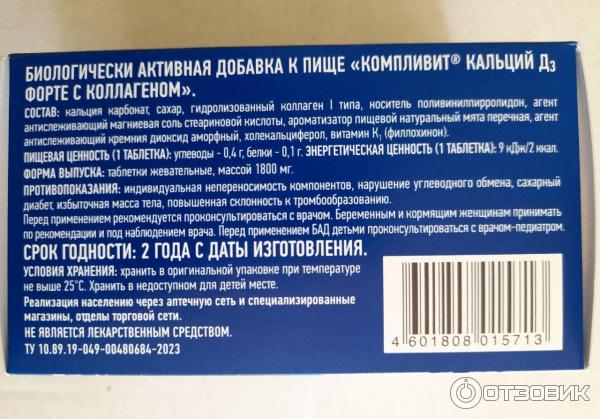 БИОЛОГИЧЕСКИ АКТИВНАЯ ДОБАВКА К ПИЩЕ «КОМПЛИВИТ® КАЛЬЦИЙ Д₃
ФОРТЕ С КОЛЛАГЕНОМ».
СОСТАВ: кальция карбонат, сахар, гидролизованный коллаген I типа, носитель поливинилпирролидон, агент
антислеживающий магниевая соль стеариновой кислоты, ароматизатор пищевой натуральный мята перечная, агент
антислеживающий кремния диоксид аморфный, холекальциферол, витамин К₁ (филлохинон).
ПИЩЕВАЯ ЦЕННОСТЬ (1 ТАБЛЕТКА): углеводы - 0,4 г, белки - 0,1 г. ЭНЕРГЕТИЧЕСКАЯ ЦЕННОСТЬ (1 ТАБЛЕТКА): 9 кДж/2 ккал.
ФОРМА ВЫПУСКА: таблетки жевательные, массой 1800 мг.
ПРОТИВОПОКАЗАНИЯ: индивидуальная непереносимость компонентов, нарушение углеводного обмена, сахарный
диабет, избыточная масса тела, повышенная склонность к тромбообразованию.
Перед применением рекомендуется проконсультироваться с врачом. Беременным и кормящим женщинам принимать
по рекомендации и под наблюдением врача. Перед применением БАД детьми проконсультироваться с врачом-педиатром.
СРОК ГОДНОСТИ: 2 ГОДА С ДАТЫ ИЗГОТОВЛЕНИЯ.
УСЛОВИЯ ХРАНЕНИЯ: хранить в оригинальной упаковке при температуре
не выше 25°С. Хранить в недоступном для детей месте.
Реализация населению через аптечную сеть и специализированные
магазины, отделы торговой сети.
НЕ ЯВЛЯЕТСЯ ЛЕКАРСТВЕННЫМ СРЕДСТВОМ.
ТУ 10.89.19-049-00480684-2023
4 601808 015713
ОТЗОВИК